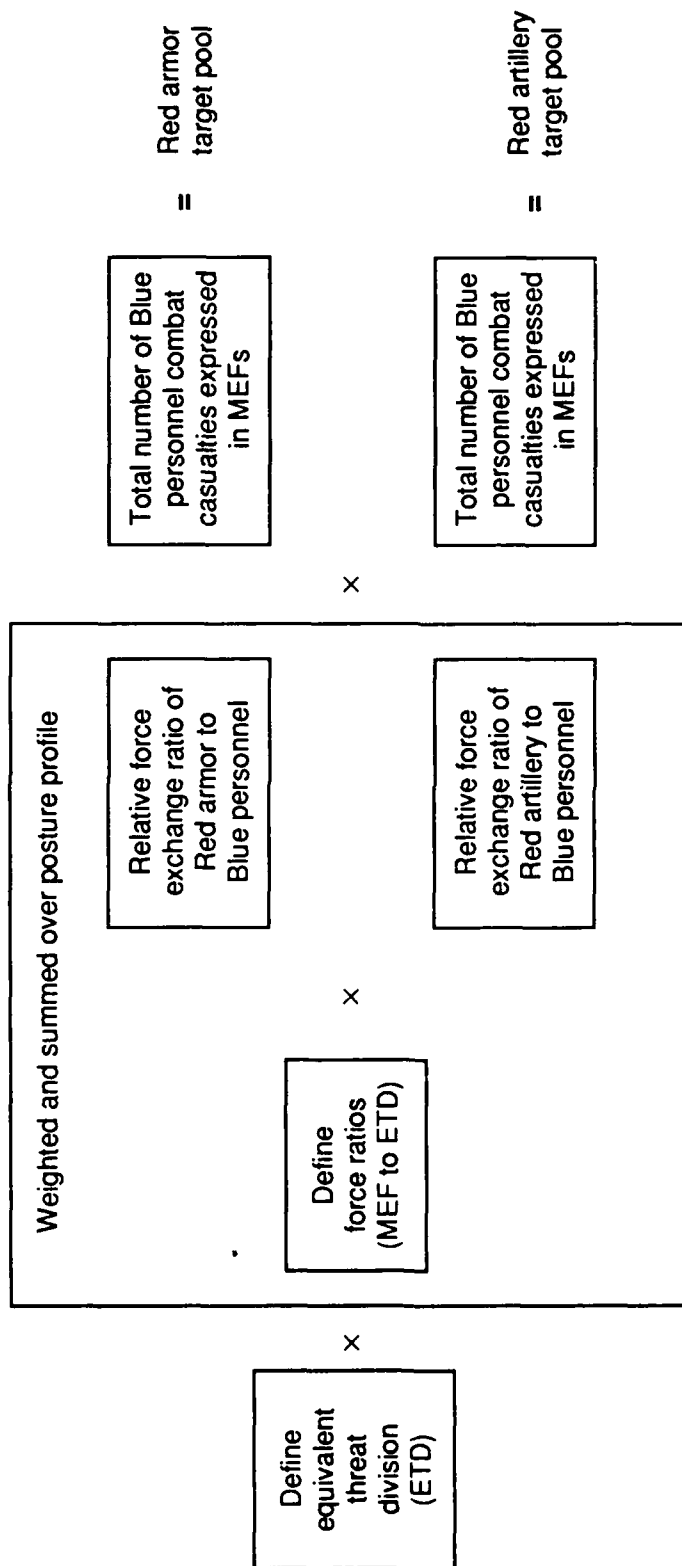 Define
equivalent
threat
division
(ETD)
×
Weighted and summed over posture profile
Define
force ratios
(MEF to ETD)
×
Relative force
exchange ratio of
Red armor to
Blue personnel
Relative force
exchange ratio of
Red artillery to
Blue personnel
×
Total number of Blue
personnel combat
casualties expressed
in MEFs
=
Red armor
target pool
Total number of Blue
personnel combat
casualties expressed
in MEFs
=
Red artillery
target pool